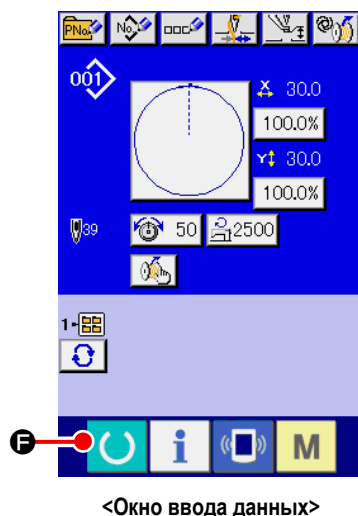 PNo.
No.
001
X 30.0
100.0%
Y 30.0
100.0%
39
50
2500
1•
F
i
M
<Окно ввода данных>